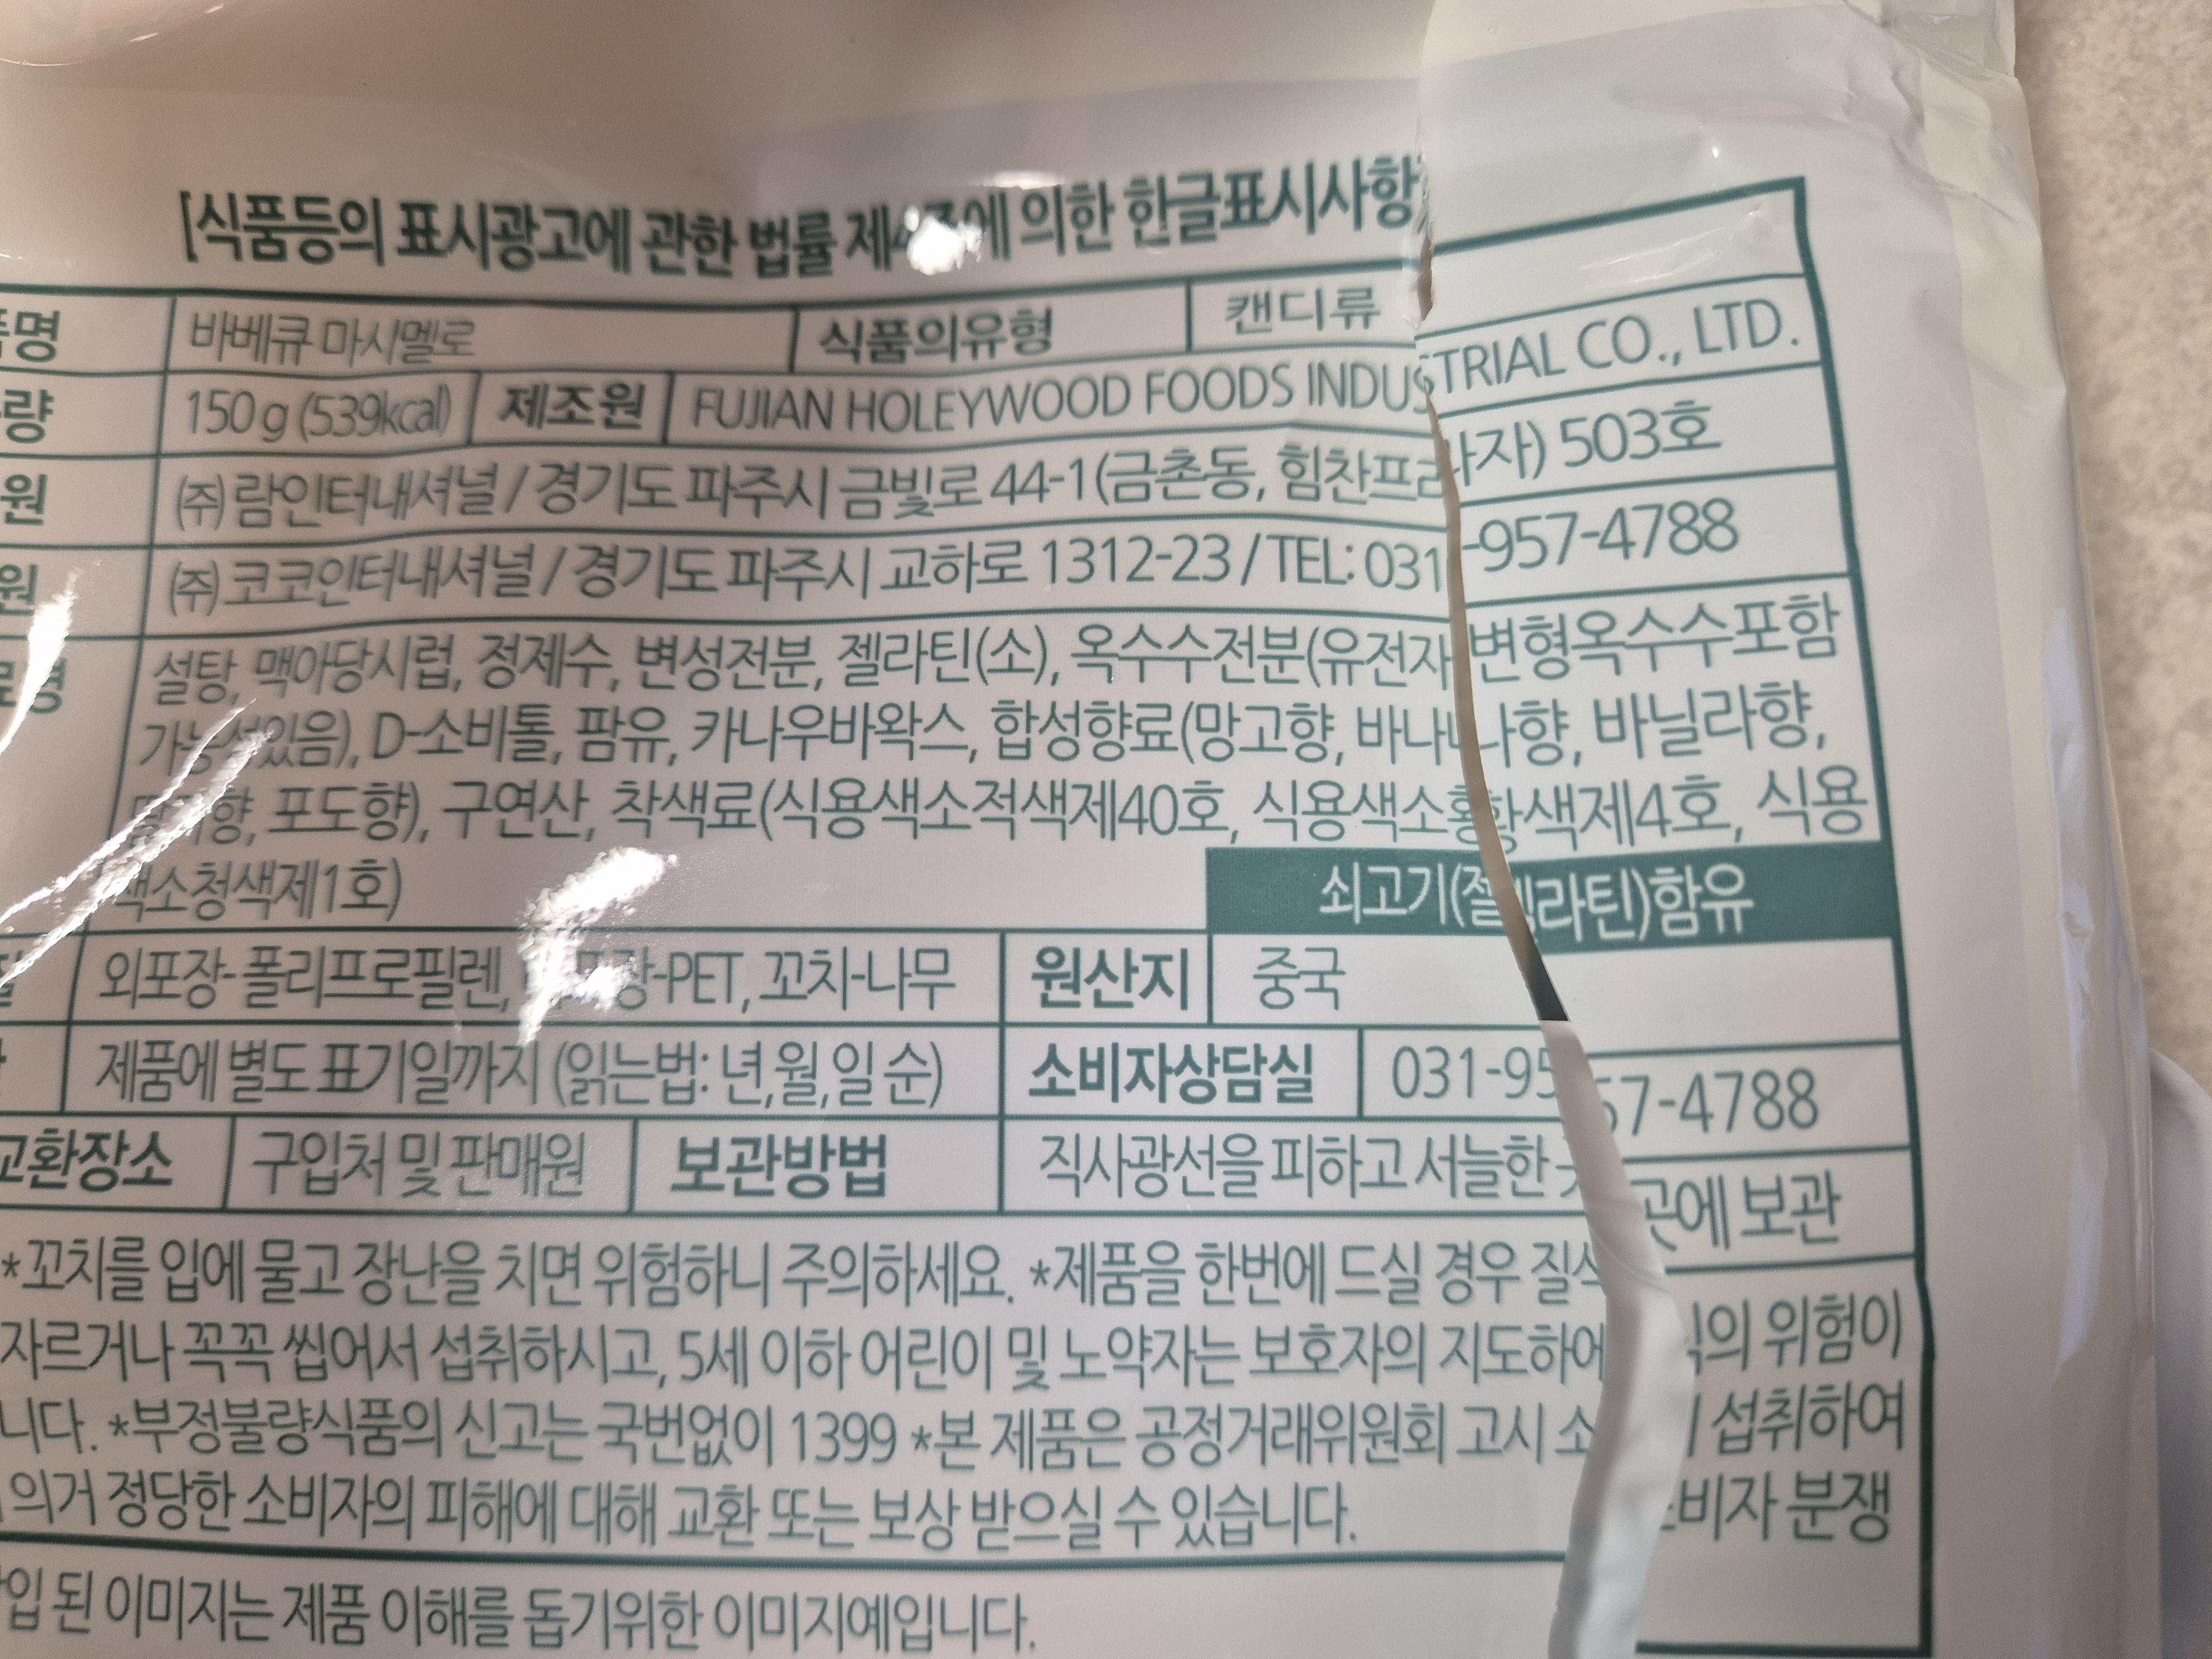 [식품등의 표시광고에 관한 법률 의한 한글표시사항]
바베큐 마시멜로 식품의유형 캔디류
150g (539kcal) 제조원 FUJIAN HOLEYWOOD FOODS INDUSTRIAL CO., LTD.
㈜람인터내셔널 / 경기도 파주시 금빛로 44-1(금촌동, 힘찬프라자) 503호
㈜코코인터내셔널 / 경기도 파주시 교하로 1312-23 / TEL: 031-957-4788
설탕, 맥아당시럽, 정제수, 변성전분, 젤라틴(소), 옥수수전분(유전자변형옥수수포함
가능성있음), D-소비톨, 팜유, 카나우바왁스, 합성향료(망고향, 바나나향, 바닐라향,
포도향), 구연산, 착색료(식용색소적색제40호, 식용색소황색제4호, 식용
색소청색제1호)
쇠고기(젤라틴)함유
외포장-폴리프로필렌, 꼬치-나무 원산지 중국
제품에 별도 표기일까지 (읽는법: 년,월,일 순) 소비자상담실 031-957-4788
교환장소 구입처 및 판매원 보관방법 직사광선을 피하고 서늘한 곳에 보관
*꼬치를 입에 물고 장난을 치면 위험하니 주의하세요. *제품을 한번에 드실 경우 질식의 위험이
자르거나 꼭꼭 씹어서 섭취하시고, 5세 이하 어린이 및 노약자는 보호자의 지도하에 섭취하여
니다. *부정불량식품의 신고는 국번없이 1399 *본 제품은 공정거래위원회 고시 소비자 분쟁
의거 정당한 소비자의 피해에 대해 교환 또는 보상 받으실 수 있습니다.
입 된 이미지는 제품 이해를 돕기위한 이미지예입니다.